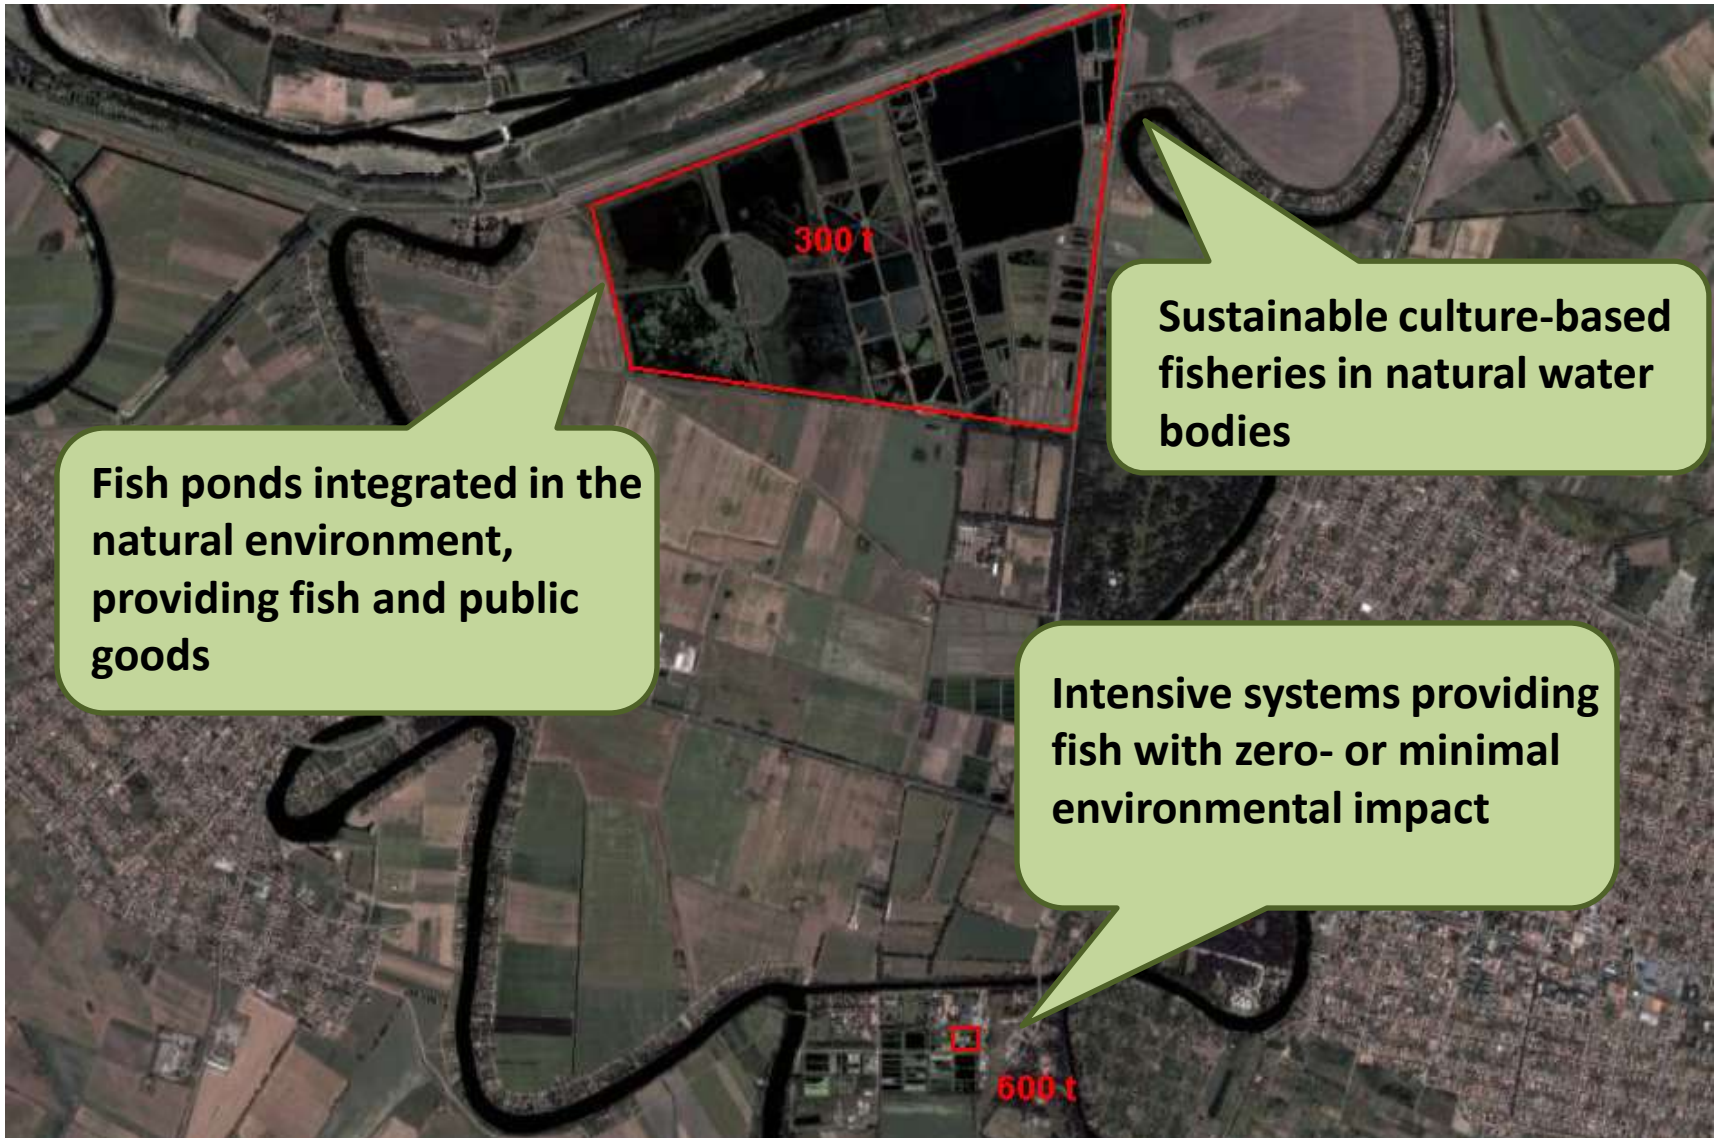 300 t
Sustainable culture-based
fisheries in natural water
bodies
Fish ponds integrated in the
natural environment,
providing fish and public
goods
Intensive systems providing
fish with zero- or minimal
environmental impact
600 t